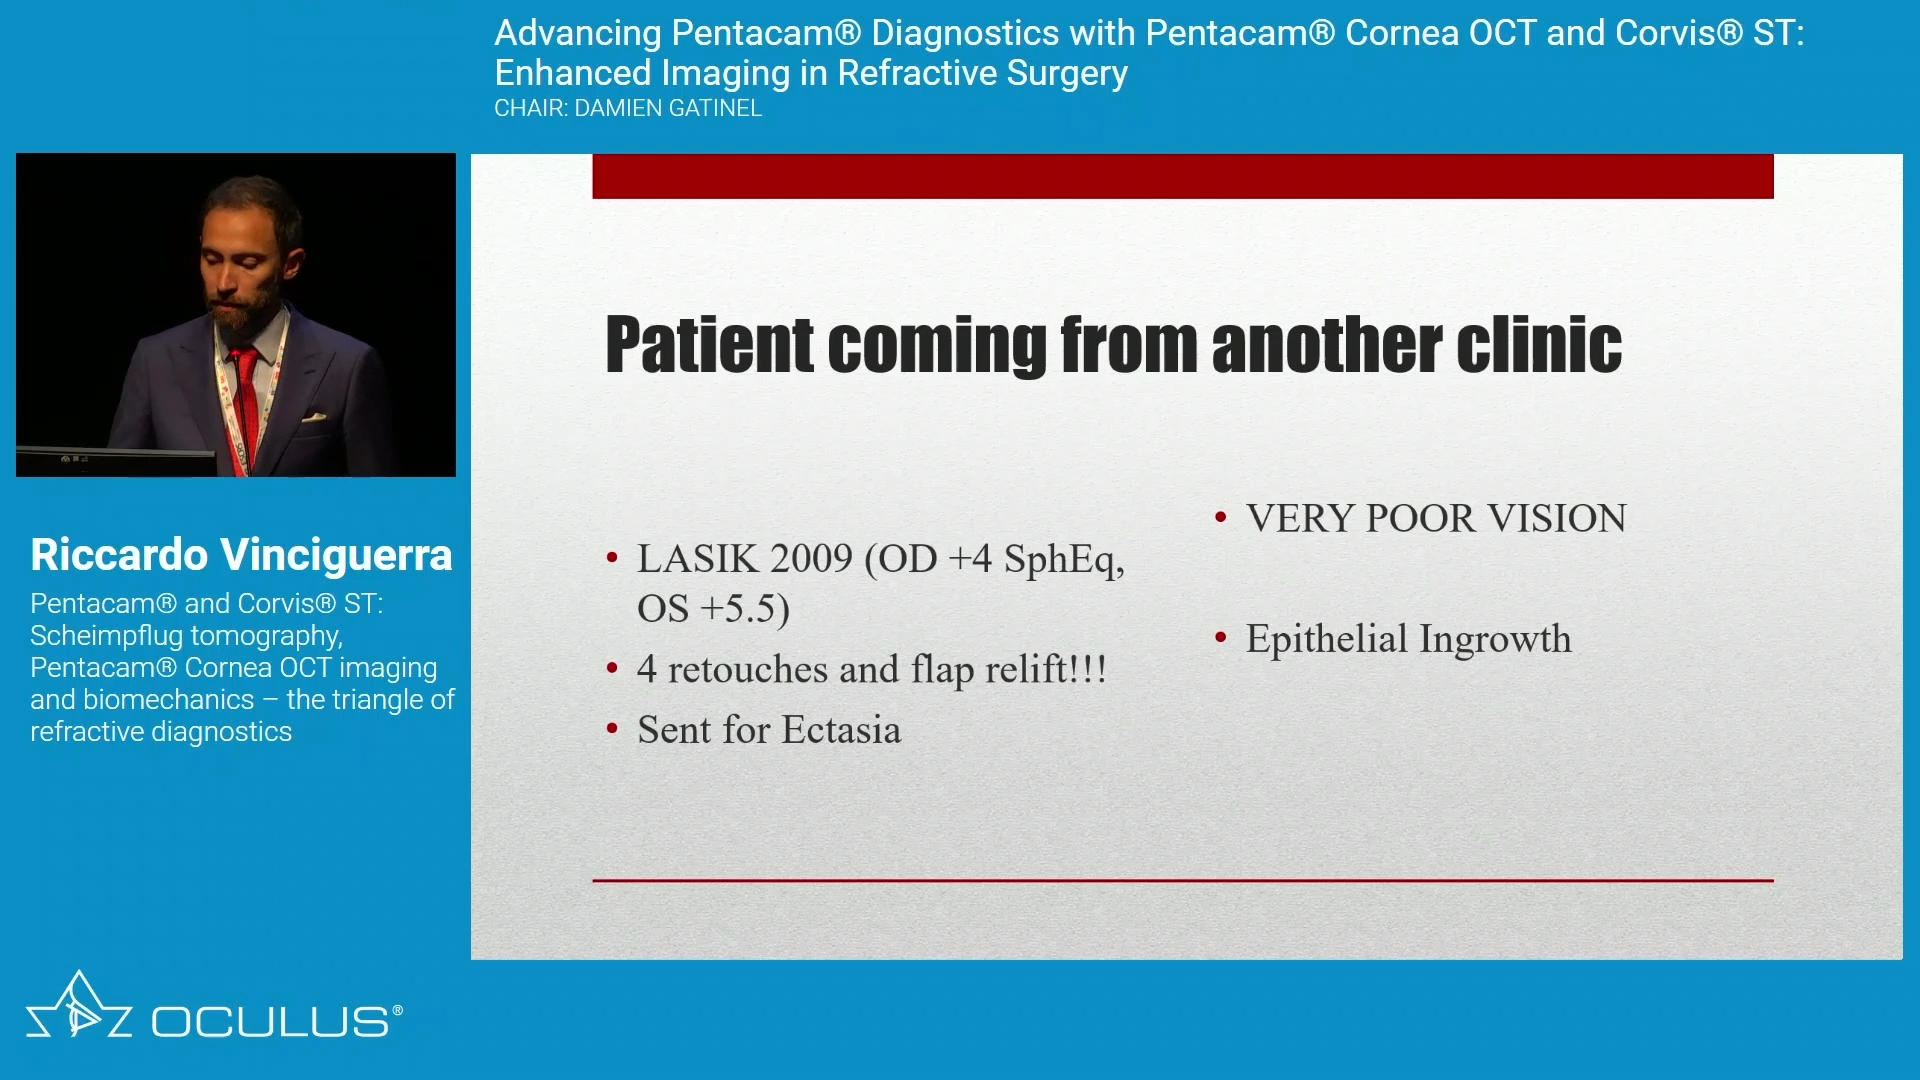 Advancing Pentacam® Diagnostics with Pentacam® Cornea OCT and Corvis® ST:
Enhanced Imaging in Refractive Surgery
CHAIR: DAMIEN GATINEL
Riccardo Vinciguerra
Pentacam® and Corvis® ST:
Scheimpflug tomography,
Pentacam® Cornea OCT imaging
and biomechanics – the triangle of
refractive diagnostics
OCULUS®
Patient coming from another clinic
• LASIK 2009 (OD +4 SphEq,
OS +5.5)
• 4 retouches and flap relift!!!
• Sent for Ectasia
• VERY POOR VISION
• Epithelial Ingrowth